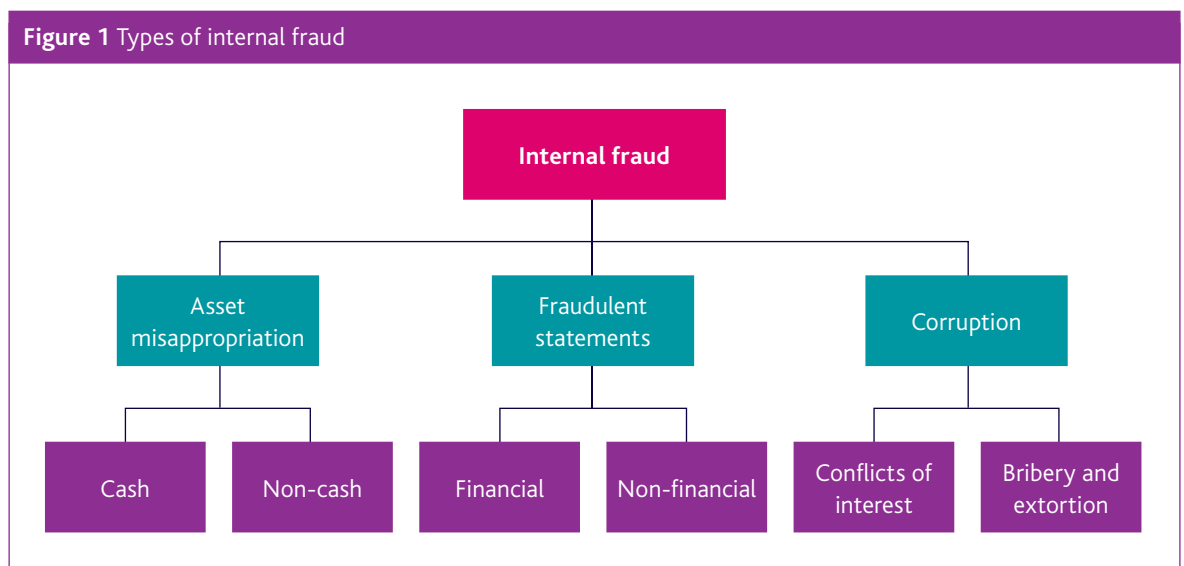 Figure 1 Types of internal fraud
Internal fraud
Asset
misappropriation
Fraudulent
statements
Corruption
Cash
Non-cash
Financial
Non-financial
Conflicts of
interest
Bribery and
extortion